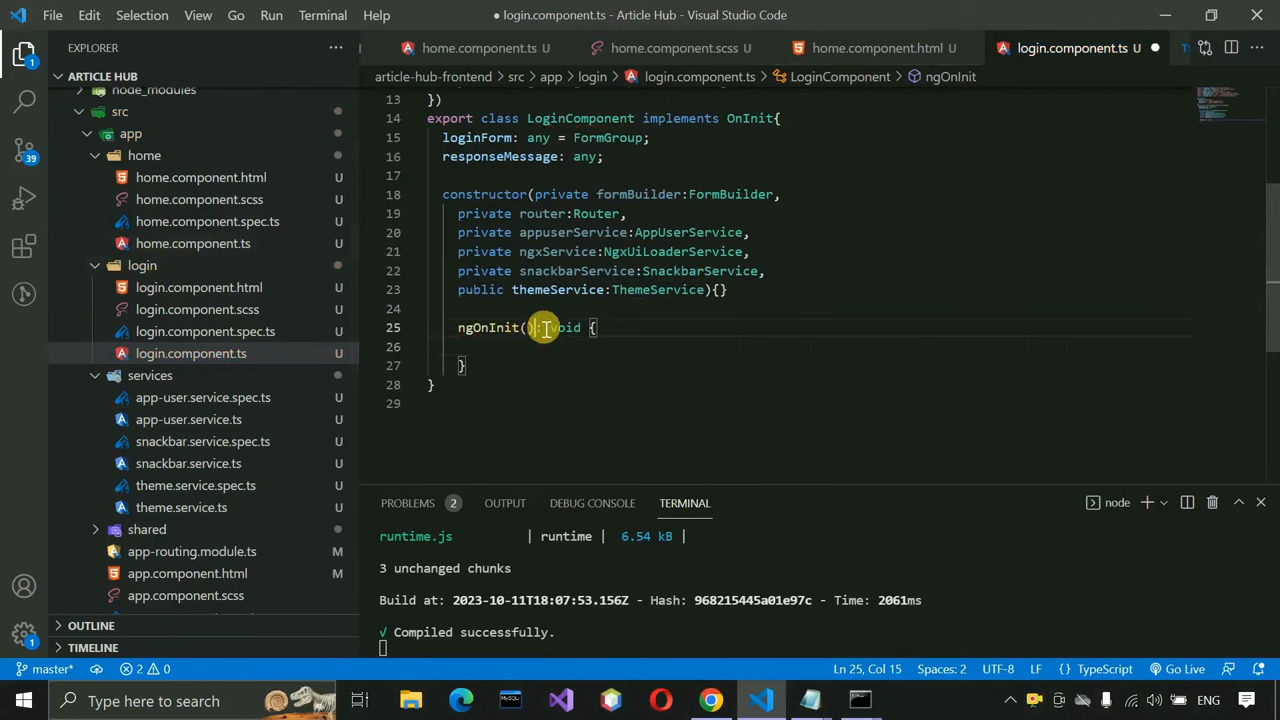 File Edit Selection View Go Run Terminal Help
● login.component.ts - Article Hub - Visual Studio Code
EXPLORER
home.component.ts U
home.component.scss U
home.component.html U
login.component.ts U
article-hub-frontend > src > app > login > login.component.ts > LoginComponent > ngOnInit
ARTICLE HUB
node_modules
src
app
home
home.component.html U
home.component.scss U
home.component.spec.ts U
home.component.ts U
login
login.component.html U
login.component.scss U
login.component.spec.ts U
login.component.ts U
services
app-user.service.spec.ts U
app-user.service.ts U
snackbar.service.spec.ts U
snackbar.service.ts U
theme.service.spec.ts U
theme.service.ts U
shared
app-routing.module.ts M
app.component.html M
app.component.scss
OUTLINE
TIMELINE
1
39
1
13 })
14 export class LoginComponent implements OnInit{
15 loginForm: any = FormGroup;
16 responseMessage: any;
17
18 constructor(private formBuilder:FormBuilder,
19 private router:Router,
20 private appuserService:AppUserService,
21 private ngxService:NgxUiLoaderService,
22 private snackbarService:SnackbarService,
23 public themeService:ThemeService){}
24
25 ngOnInit(): void {
26
27 }
28 }
29
PROBLEMS 2 OUTPUT DEBUG CONSOLE TERMINAL
node
runtime.js | runtime | 6.54 kB |
3 unchanged chunks
Build at: 2023-10-11T18:07:53.156Z - Hash: 968215445a01e97c - Time: 2061ms
√ Compiled successfully.
master* 2 0 Ln 25, Col 15 Spaces: 2 UTF-8 LF {} TypeScript Go Live
Type here to search
MySQL
ENG